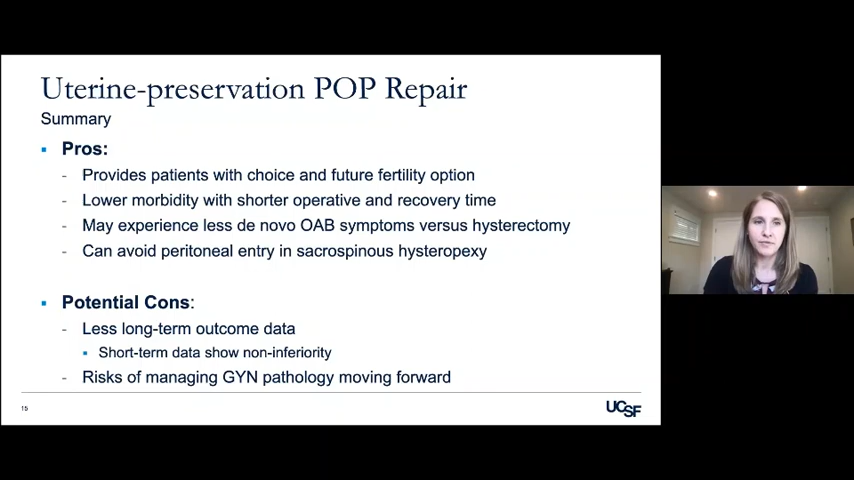 Uterine-preservation POP Repair
Summary
▪ Pros:
- Provides patients with choice and future fertility option
- Lower morbidity with shorter operative and recovery time
- May experience less de novo OAB symptoms versus hysterectomy
- Can avoid peritoneal entry in sacrospinous hysteropexy
▪ Potential Cons:
- Less long-term outcome data
▪ Short-term data show non-inferiority
- Risks of managing GYN pathology moving forward
15
UCSF